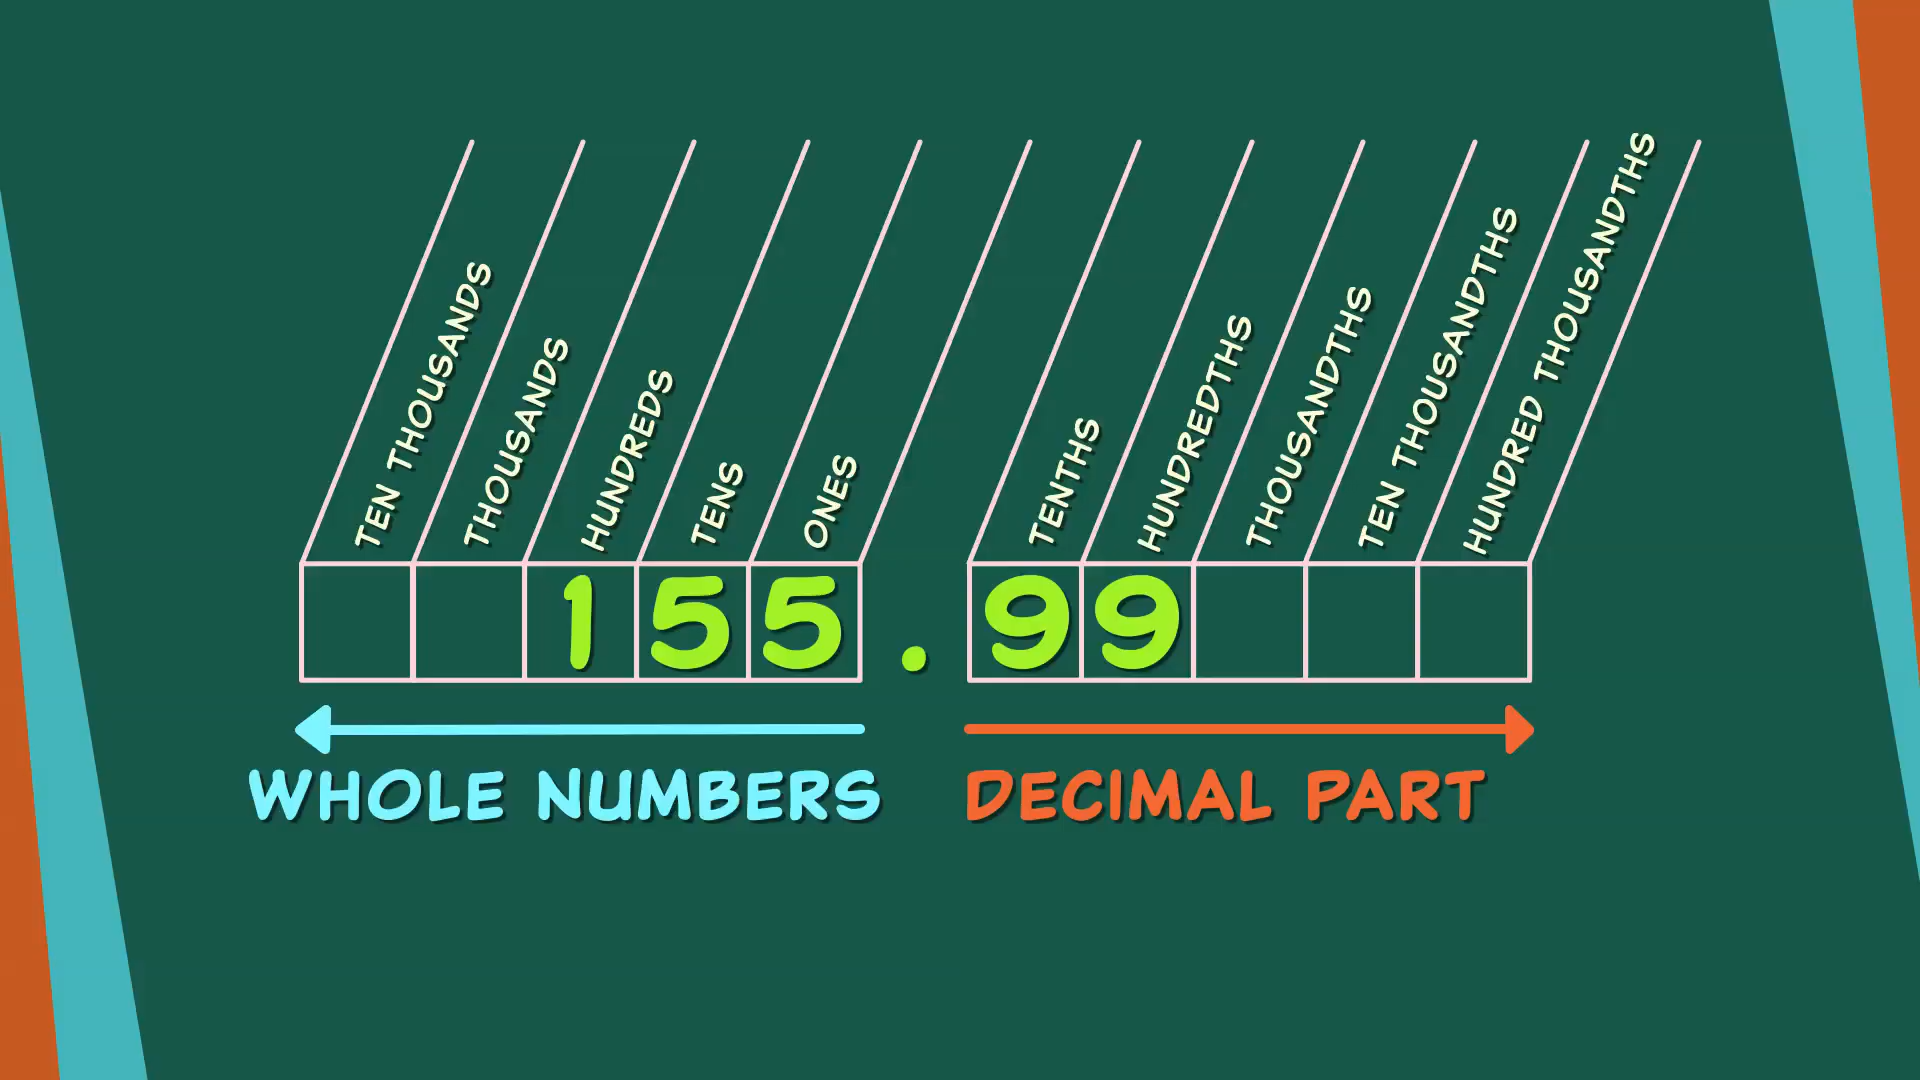 TEN THOUSANDS
THOUSANDS
HUNDREDS
TENS
ONES
TENTHS
HUNDREDTHS
THOUSANDTHS
TEN THOUSANDTHS
HUNDRED THOUSANDTHS
155.99
WHOLE NUMBERS
DECIMAL PART